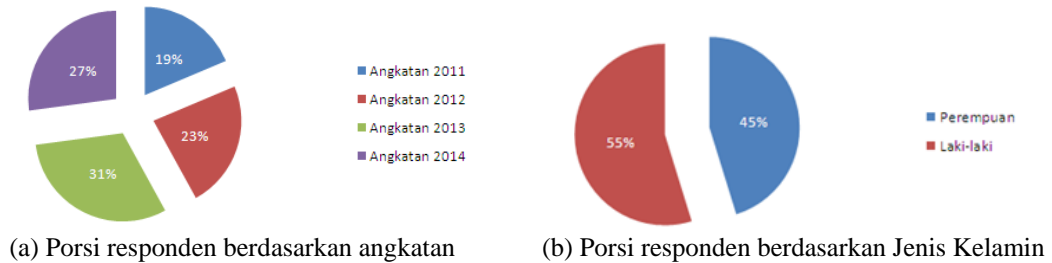 19%
27%
23%
31%
Angkatan 2011
Angkatan 2012
Angkatan 2013
Angkatan 2014
(a) Porsi responden berdasarkan angkatan
45%
55%
Perempuan
Laki-laki
(b) Porsi responden berdasarkan Jenis Kelamin